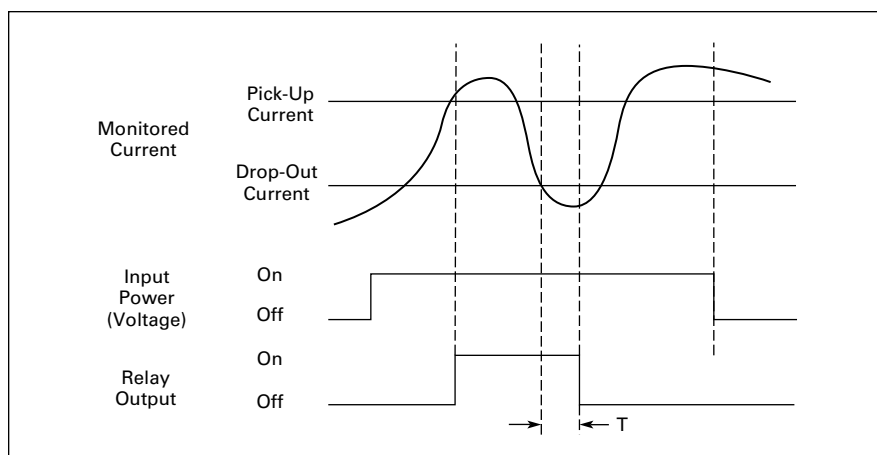 Pick-Up
Current
Monitored
Current
Drop-Out
Current
Input
Power
(Voltage)
On
Off
Relay
Output
On
Off
T